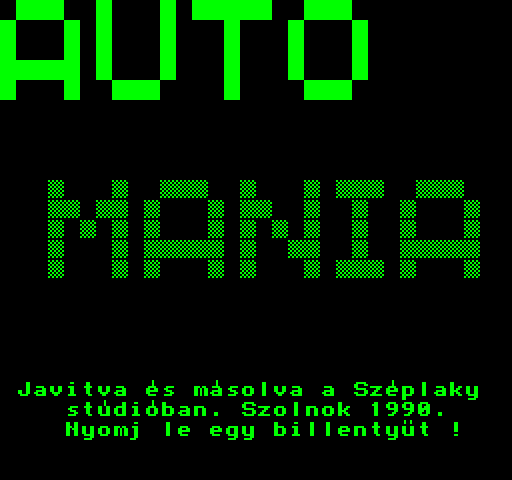 AUTO
MANIA
Javitva és másolva a Széplaky
stúdióban. Szolnok 1990.
Nyomj le egy billentyüt !